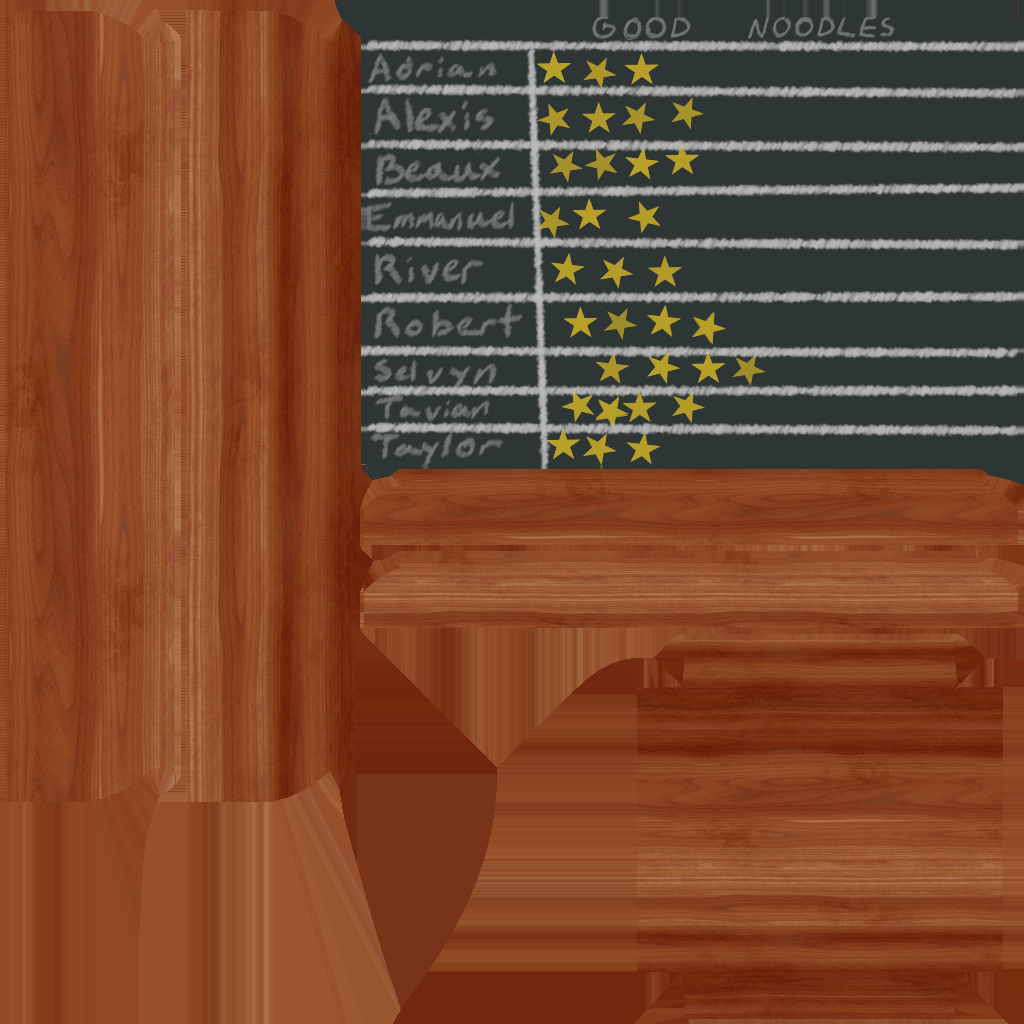 GOOD NOODLES
Adrian
Alexis
Beaux
Emmanuel
River
Robert
Selvyn
Tavian
Taylor